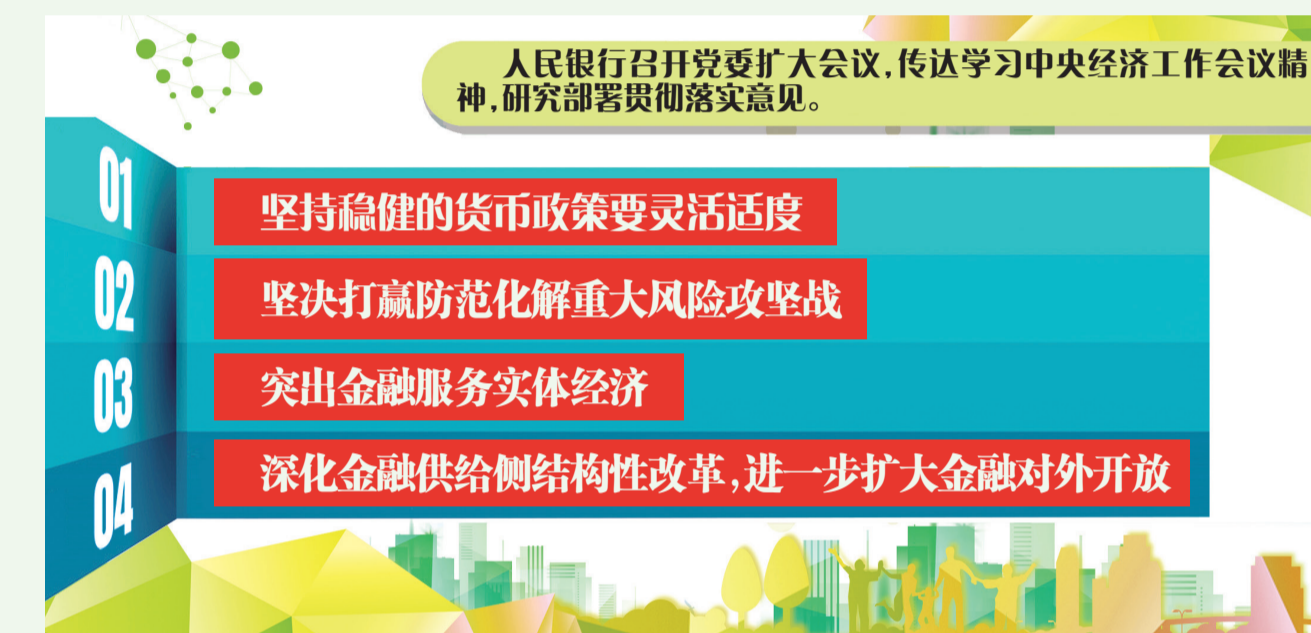 人民银行召开党委扩大会议,传达学习中央经济工作会议精
神,研究部署贯彻落实意见。
01
坚持稳健的货币政策要灵活适度
02
坚决打赢防范化解重大风险攻坚战
03
突出金融服务实体经济
04
深化金融供给侧结构性改革,进一步扩大金融对外开放